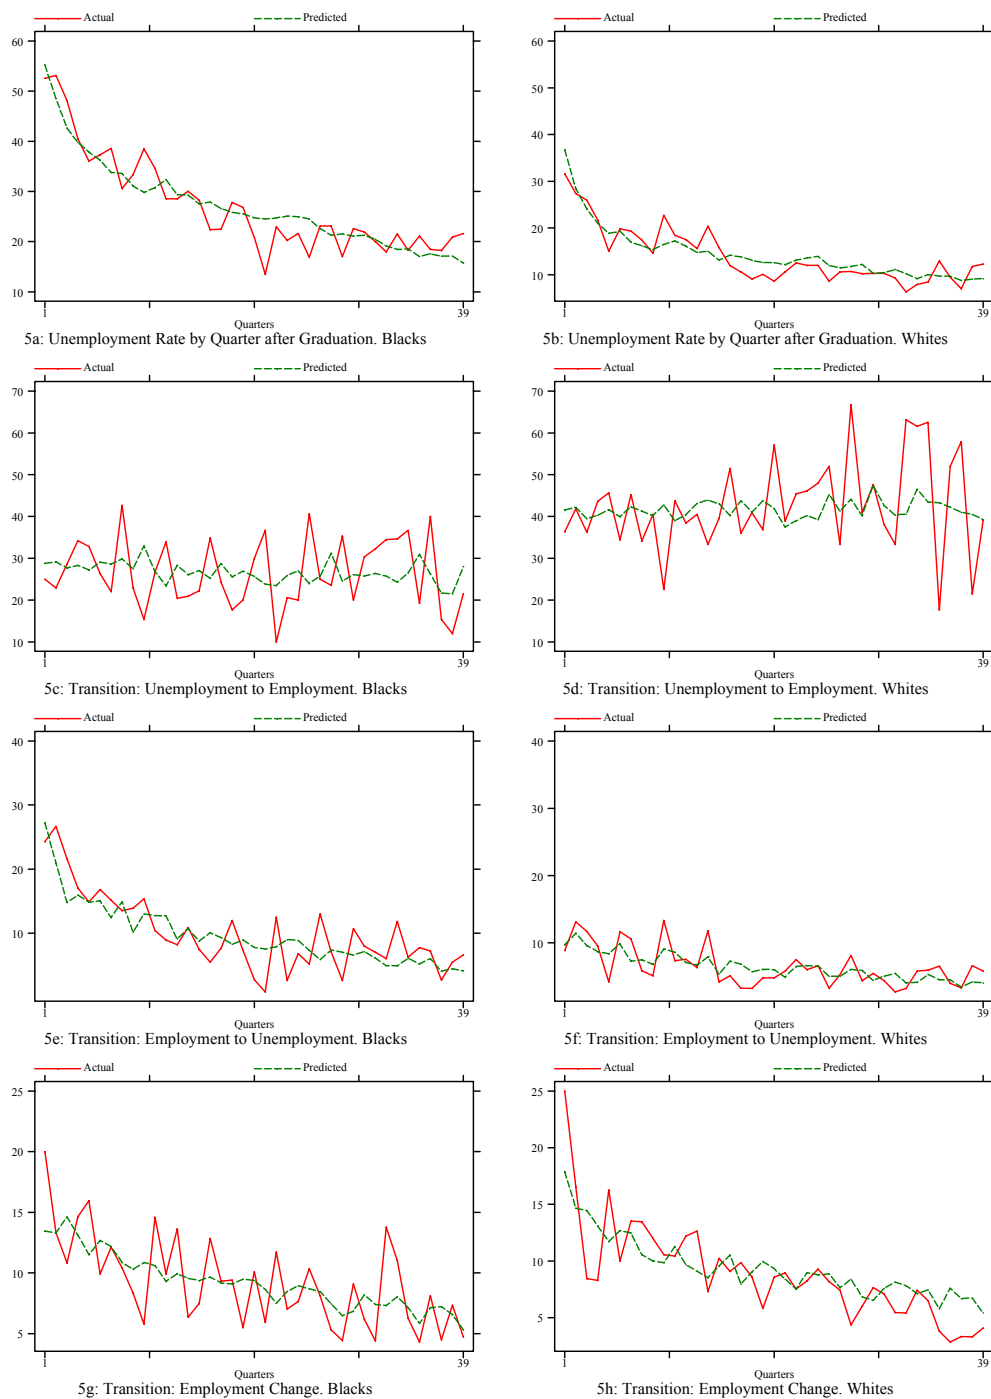 Actual Predicted
60
50
40
30
20
10
1 39
Quarters
5a: Unemployment Rate by Quarter after Graduation. Blacks
Actual Predicted
60
50
40
30
20
10
1 39
Quarters
5b: Unemployment Rate by Quarter after Graduation. Whites
Actual Predicted
70
60
50
40
30
20
10
1 39
Quarters
5c: Transition: Unemployment to Employment. Blacks
Actual Predicted
70
60
50
40
30
20
10
1 39
Quarters
5d: Transition: Unemployment to Employment. Whites
Actual Predicted
40
30
20
10
1 39
Quarters
5e: Transition: Employment to Unemployment. Blacks
Actual Predicted
40
30
20
10
1 39
Quarters
5f: Transition: Employment to Unemployment. Whites
Actual Predicted
25
20
15
10
5
1 39
Quarters
5g: Transition: Employment Change. Blacks
Actual Predicted
25
20
15
10
5
1 39
Quarters
5h: Transition: Employment Change. Whites